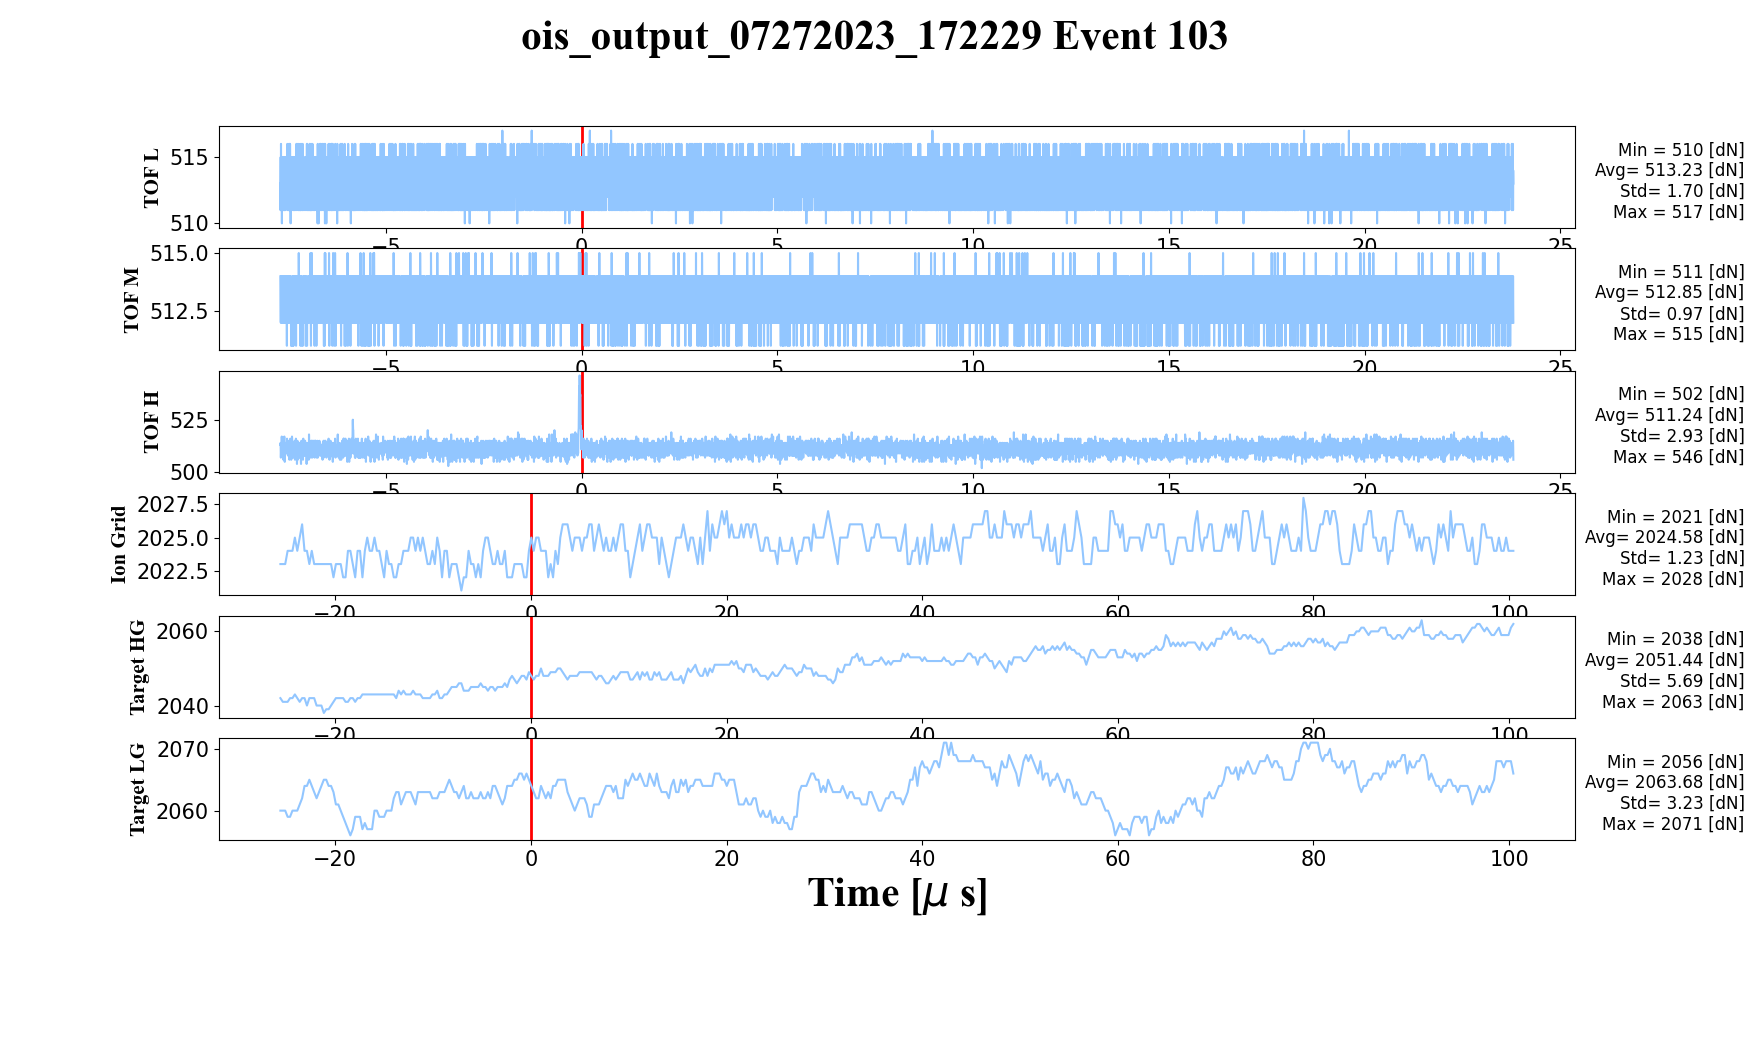 ois_output_07272023_172229 Event 103
TOF L
515
510
−5
0
5
10
15
20
25
Min = 510 [dN]
Avg= 513.23 [dN]
Std= 1.70 [dN]
Max = 517 [dN]
TOF M
515.0
512.5
−5
0
5
10
15
20
25
Min = 511 [dN]
Avg= 512.85 [dN]
Std= 0.97 [dN]
Max = 515 [dN]
TOF H
525
500
−5
0
5
10
15
20
25
Min = 502 [dN]
Avg= 511.24 [dN]
Std= 2.93 [dN]
Max = 546 [dN]
Ion Grid
2027.5
2025.0
2022.5
−20
0
20
40
60
80
100
Min = 2021 [dN]
Avg= 2024.58 [dN]
Std= 1.23 [dN]
Max = 2028 [dN]
Target HG
2060
2040
−20
0
20
40
60
80
100
Min = 2038 [dN]
Avg= 2051.44 [dN]
Std= 5.69 [dN]
Max = 2063 [dN]
Target LG
2070
2060
−20
0
20
40
60
80
100
Min = 2056 [dN]
Avg= 2063.68 [dN]
Std= 3.23 [dN]
Max = 2071 [dN]
Time [μ s]